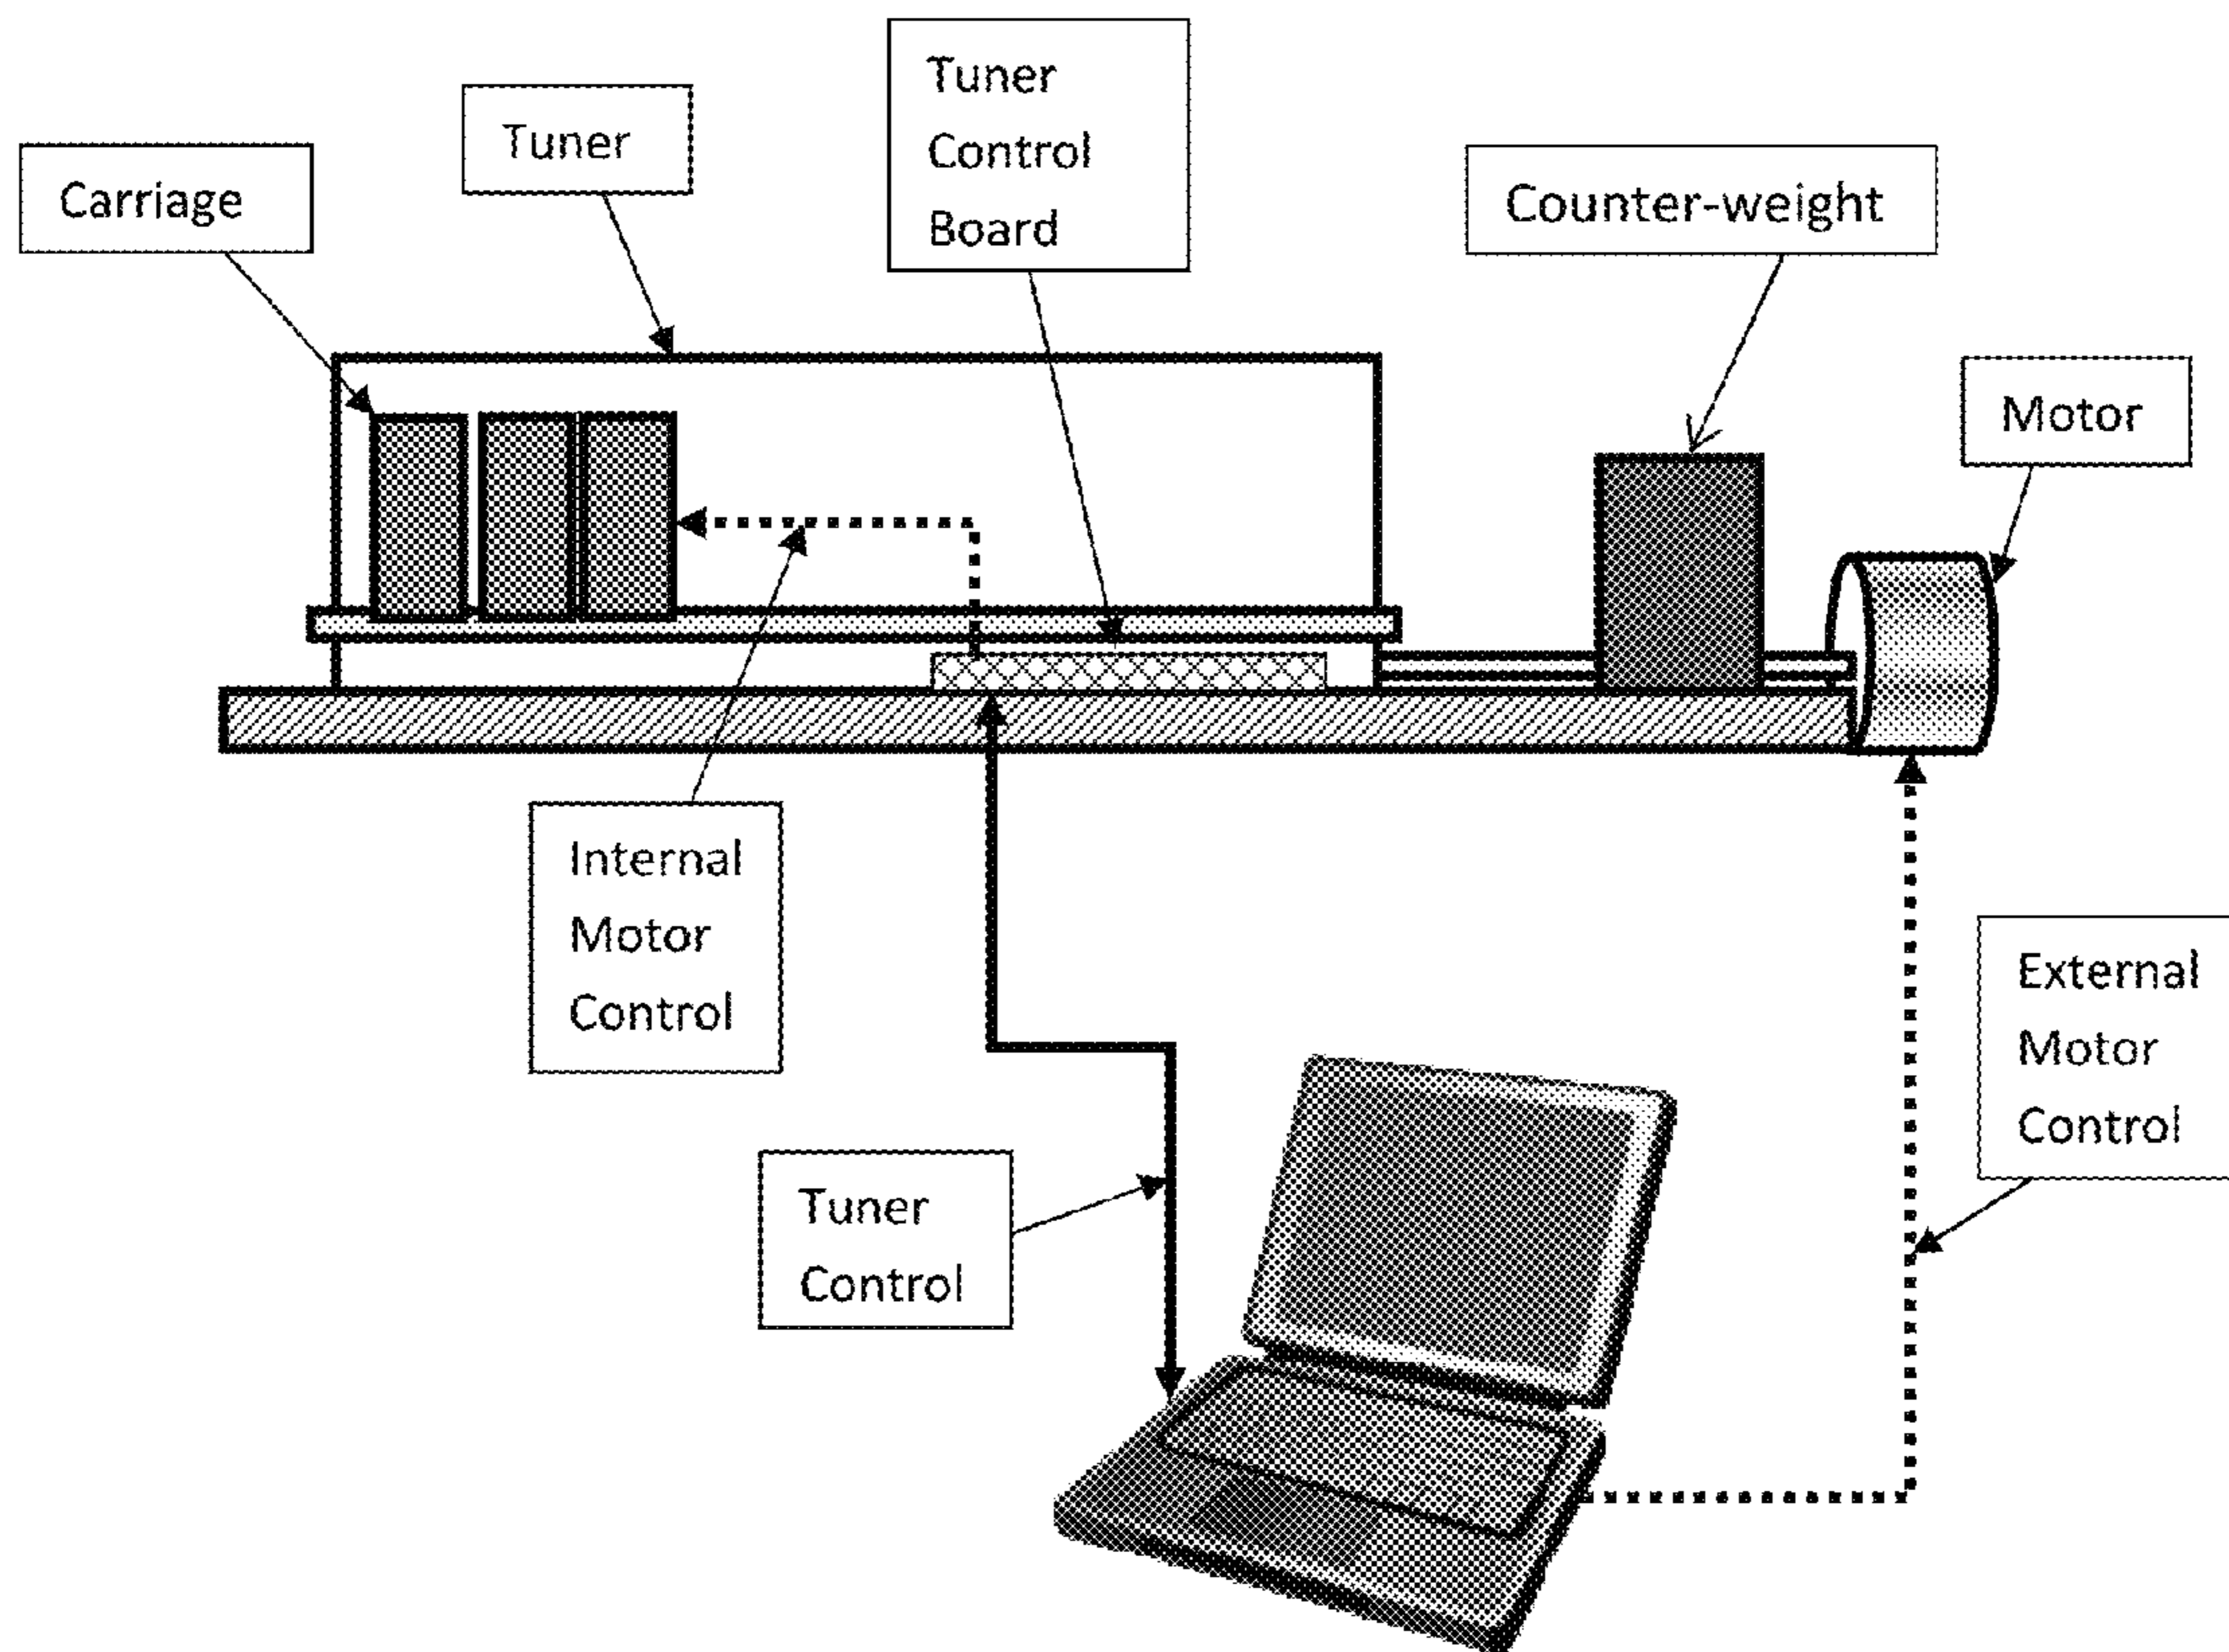 Tuner
Control
Board
Tuner
Carriage
Counter-weight
Motor
Internal
Motor
Control
External
Motor
Control
Tuner
Control